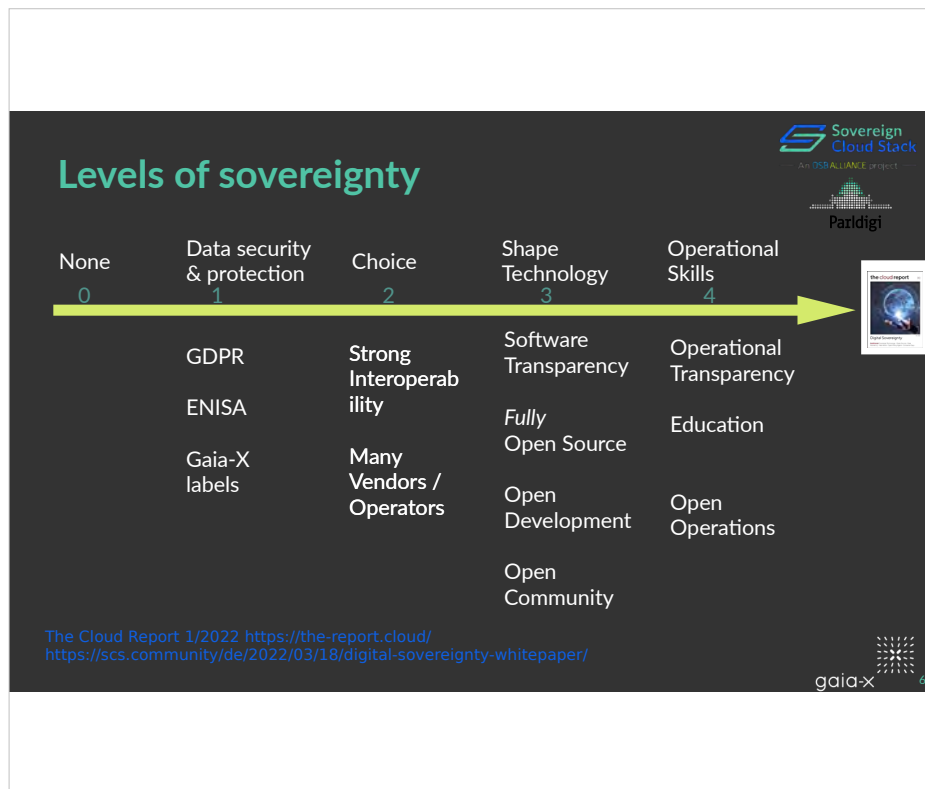 Sovereign
Cloud Stack
An OSB ALLIANCE project
Levels of sovereignty
Parldigi
None
Data security
& protection
Choice
Shape
Technology
Operational
Skills
0
1
2
3
4
the cloud report
Digital Sovereignty
GDPR
ENISA
Gaia-X
labels
Strong
Interoperab
ility
Many
Vendors /
Operators
Software
Transparency
Fully
Open Source
Open
Development
Open
Community
Operational
Transparency
Education
Open
Operations
The Cloud Report 1/2022 https://the-report.cloud/
https://scs.community/de/2022/03/18/digital-sovereignty-whitepaper/
gaia-x
6